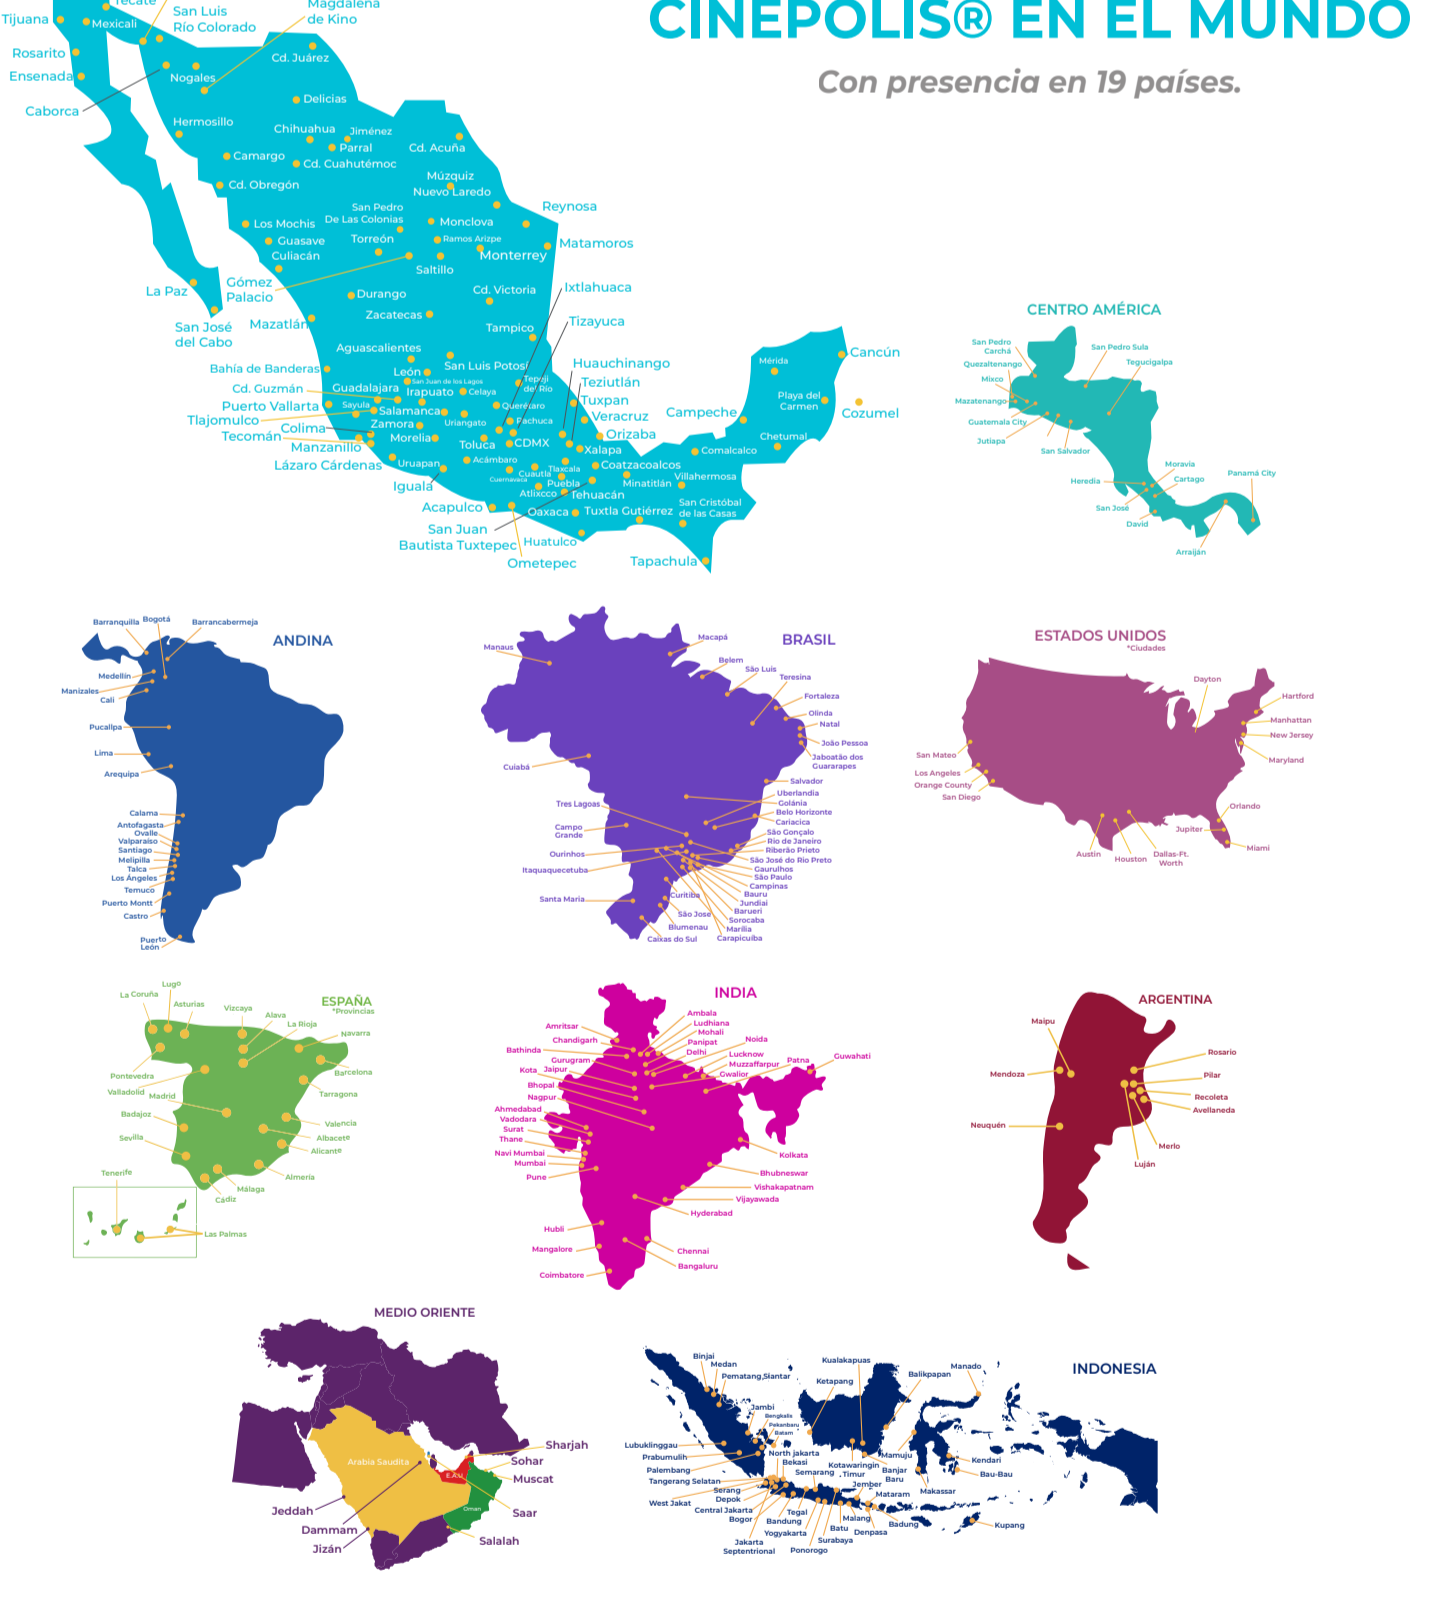 CINÉPOLIS® EN EL MUNDO
Con presencia en 19 países.
Tecate
Tijuana
Mexicali
San Luis
Río Colorado
Magdalena
de Kino
Rosarito
Ensenada
Caborca
Nogales
Cd. Juárez
Delicias
Hermosillo
Chihuahua
Jiménez
Parral
Camargo
Cd. Cuahutémoc
Cd. Acuña
Cd. Obregón
Múzquiz
Nuevo Laredo
San Pedro
De Las Colonias
Reynosa
Los Mochis
Monclova
Guasave
Torreón
Ramos Arizpe
Matamoros
Culiacán
Monterrey
Saltillo
La Paz
Gómez
Palacio
Durango
Cd. Victoria
Ixtlahuaca
San José
del Cabo
Mazatlán
Zacatecas
Tampico
Tizayuca
Aguascalientes
San Luis Potosí
Huauchinango
Bahía de Banderas
León
San Juan de los Lagos
Tepeji
del Río
Teziutlán
Cd. Guzmán
Guadalajara
Irapuato
Celaya
Tuxpan
Puerto Vallarta
Sayula
Salamanca
Querétaro
Veracruz
Tlajomulco
Zamora
Uriangato
Pachuca
Orizaba
Colima
Tecomán
Morelia
Toluca
CDMX
Xalapa
Manzanillo
Lázaro Cárdenas
Uruapan
Acámbaro
Cuernavaca
Cuautla
Tlaxcala
Puebla
Coatzacoalcos
Minatitlán
Villahermosa
Comalcalco
Iguala
Atlixcco
Tehuacán
Acapulco
Oaxaca
Tuxtla Gutiérrez
San Cristóbal
de las Casas
San Juan
Bautista Tuxtepec
Huatulco
Ometepec
Tapachula
Mérida
Cancún
Playa del
Carmen
Cozumel
Campeche
Chetumal
CENTRO AMÉRICA
San Pedro
Carchá
San Pedro Sula
Quezaltenango
Tegucigalpa
Mixco
Mazatenango
Guatemala City
Jutiapa
San Salvador
Moravia
Heredia
Cartago
Panamá City
San José
David
Arraiján
ANDINA
Barranquilla
Bogotá
Barrancabermeja
Medellín
Manizales
Cali
Pucallpa
Lima
Arequipa
Calama
Antofagasta
Ovalle
Valparaíso
Santiago
Melipilla
Talca
Los Ángeles
Temuco
Puerto Montt
Castro
Puerto
León
BRASIL
Manaus
Macapá
Belem
São Luis
Teresina
Fortaleza
Olinda
Natal
João Pessoa
Jaboatão dos
Guararapes
Cuiabá
Salvador
Uberlandia
Golánia
Belo Horizonte
Cariacica
Tres Lagoas
Campo
Grande
São Gonçalo
Rio de Janeiro
Riberão Prieto
São José do Rio Preto
Ourinhos
Itaquaquecetuba
Gaurulhos
São Paulo
Campinas
Bauru
Jundiai
Barueri
Sorocaba
Marília
Carapicuíba
Santa Maria
Curitiba
São Jose
Blumenau
Caixas do Sul
ESTADOS UNIDOS
*Ciudades
Dayton
Hartford
Manhattan
New Jersey
Maryland
San Mateo
Los Angeles
Orange County
San Diego
Orlando
Jupiter
Miami
Austin
Houston
Dallas-Ft.
Worth
ESPAÑA
*Provincias
La Coruña
Lugo
Asturias
Vizcaya
Alava
La Rioja
Navarra
Pontevedra
Barcelona
Valladolid
Madrid
Tarragona
Badajoz
Valencia
Sevilla
Albacete
Alicante
Tenerife
Almería
Málaga
Cádiz
Las Palmas
INDIA
Ambala
Ludhiana
Mohali
Panipat
Delhi
Amritsar
Chandigarh
Bathinda
Gurugram
Kota
Jaipur
Bhopal
Nagpur
Noida
Lucknow
Muzzaffarpur
Gwalior
Patna
Guwahati
Ahmedabad
Vadodara
Surat
Thane
Navi Mumbai
Mumbai
Pune
Kolkata
Bhubneswar
Vishakapatnam
Vijayawada
Hyderabad
Hubli
Mangalore
Coimbatore
Chennai
Bangaluru
ARGENTINA
Maipu
Mendoza
Neuquén
Rosario
Pilar
Recoleta
Avellaneda
Merlo
Luján
MEDIO ORIENTE
Arabia Saudita
E.A.U
Oman
Sharjah
Sohar
Muscat
Saar
Salalah
Jeddah
Dammam
Jizán
INDONESIA
Binjai
Medan
Pematang,Siantar
Jambi
Bengkalis
Pekanbaru
Batam
Kualakapuas
Ketapang
Balikpapan
Manado
Lubuklinggau
Prabumulih
Palembang
Tangerang Selatan
Serang
West Jakat
Depok
Central Jakarta
Bogor
North jakarta
Bekasi
Semarang
Kotawaringin
,Timur
Mamuju
Banjar
Baru
Kendari
Bau-Bau
Makassar
Jember
Mataram
Tegal
Bandung
Malang
Badung
Yogyakarta
Batu
Denpasa
Kupang
Jakarta
Septentrional
Surabaya
Ponorogo